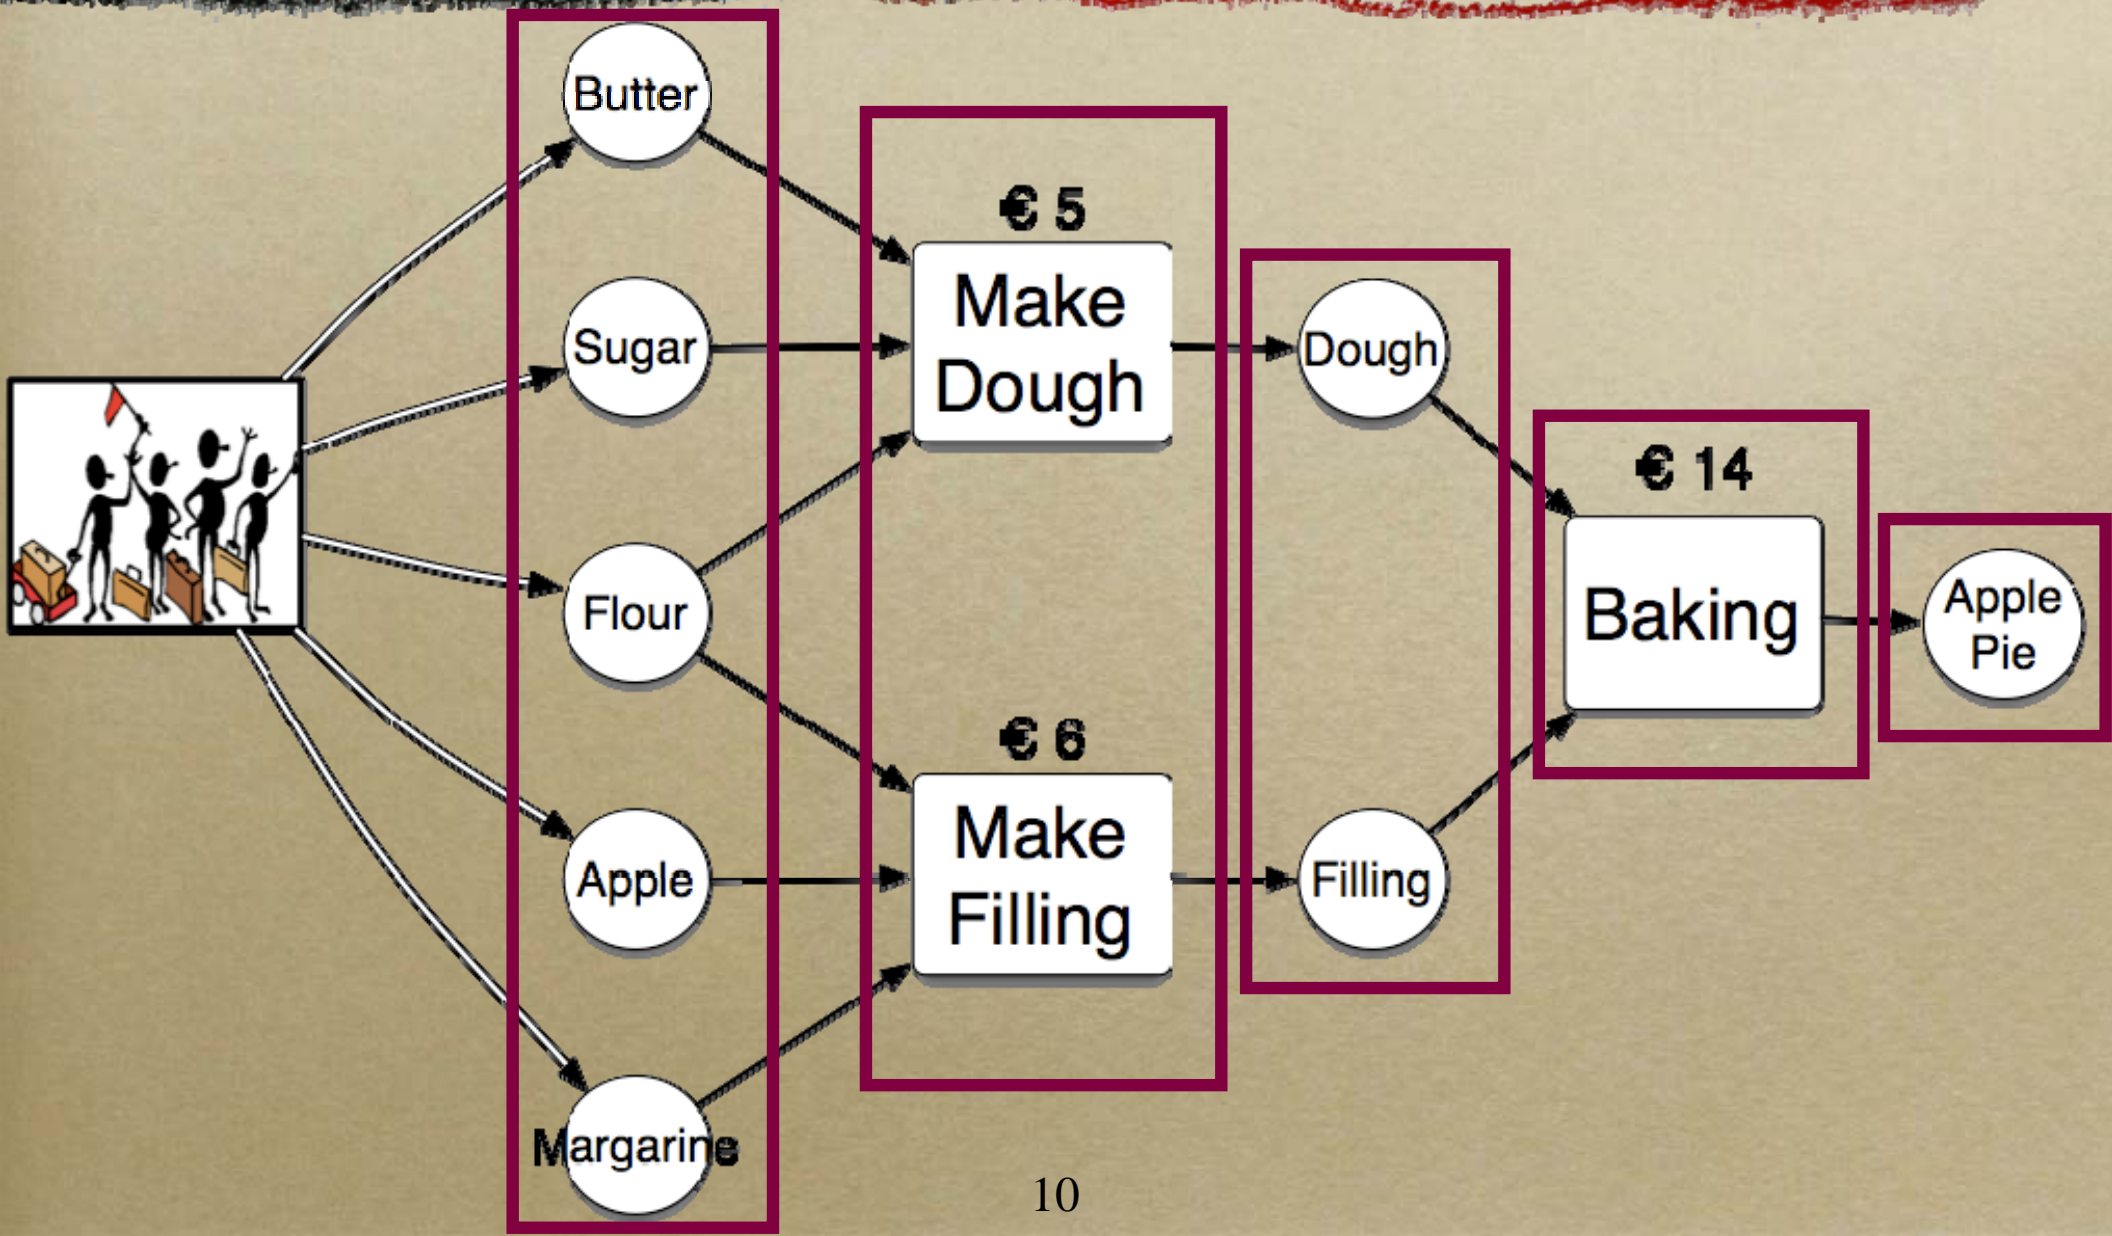 Butter
Sugar
Flour
Apple
Margarine
€ 5
Make
Dough
€ 6
Make
Filling
Dough
Filling
€ 14
Baking
Apple
Pie
10